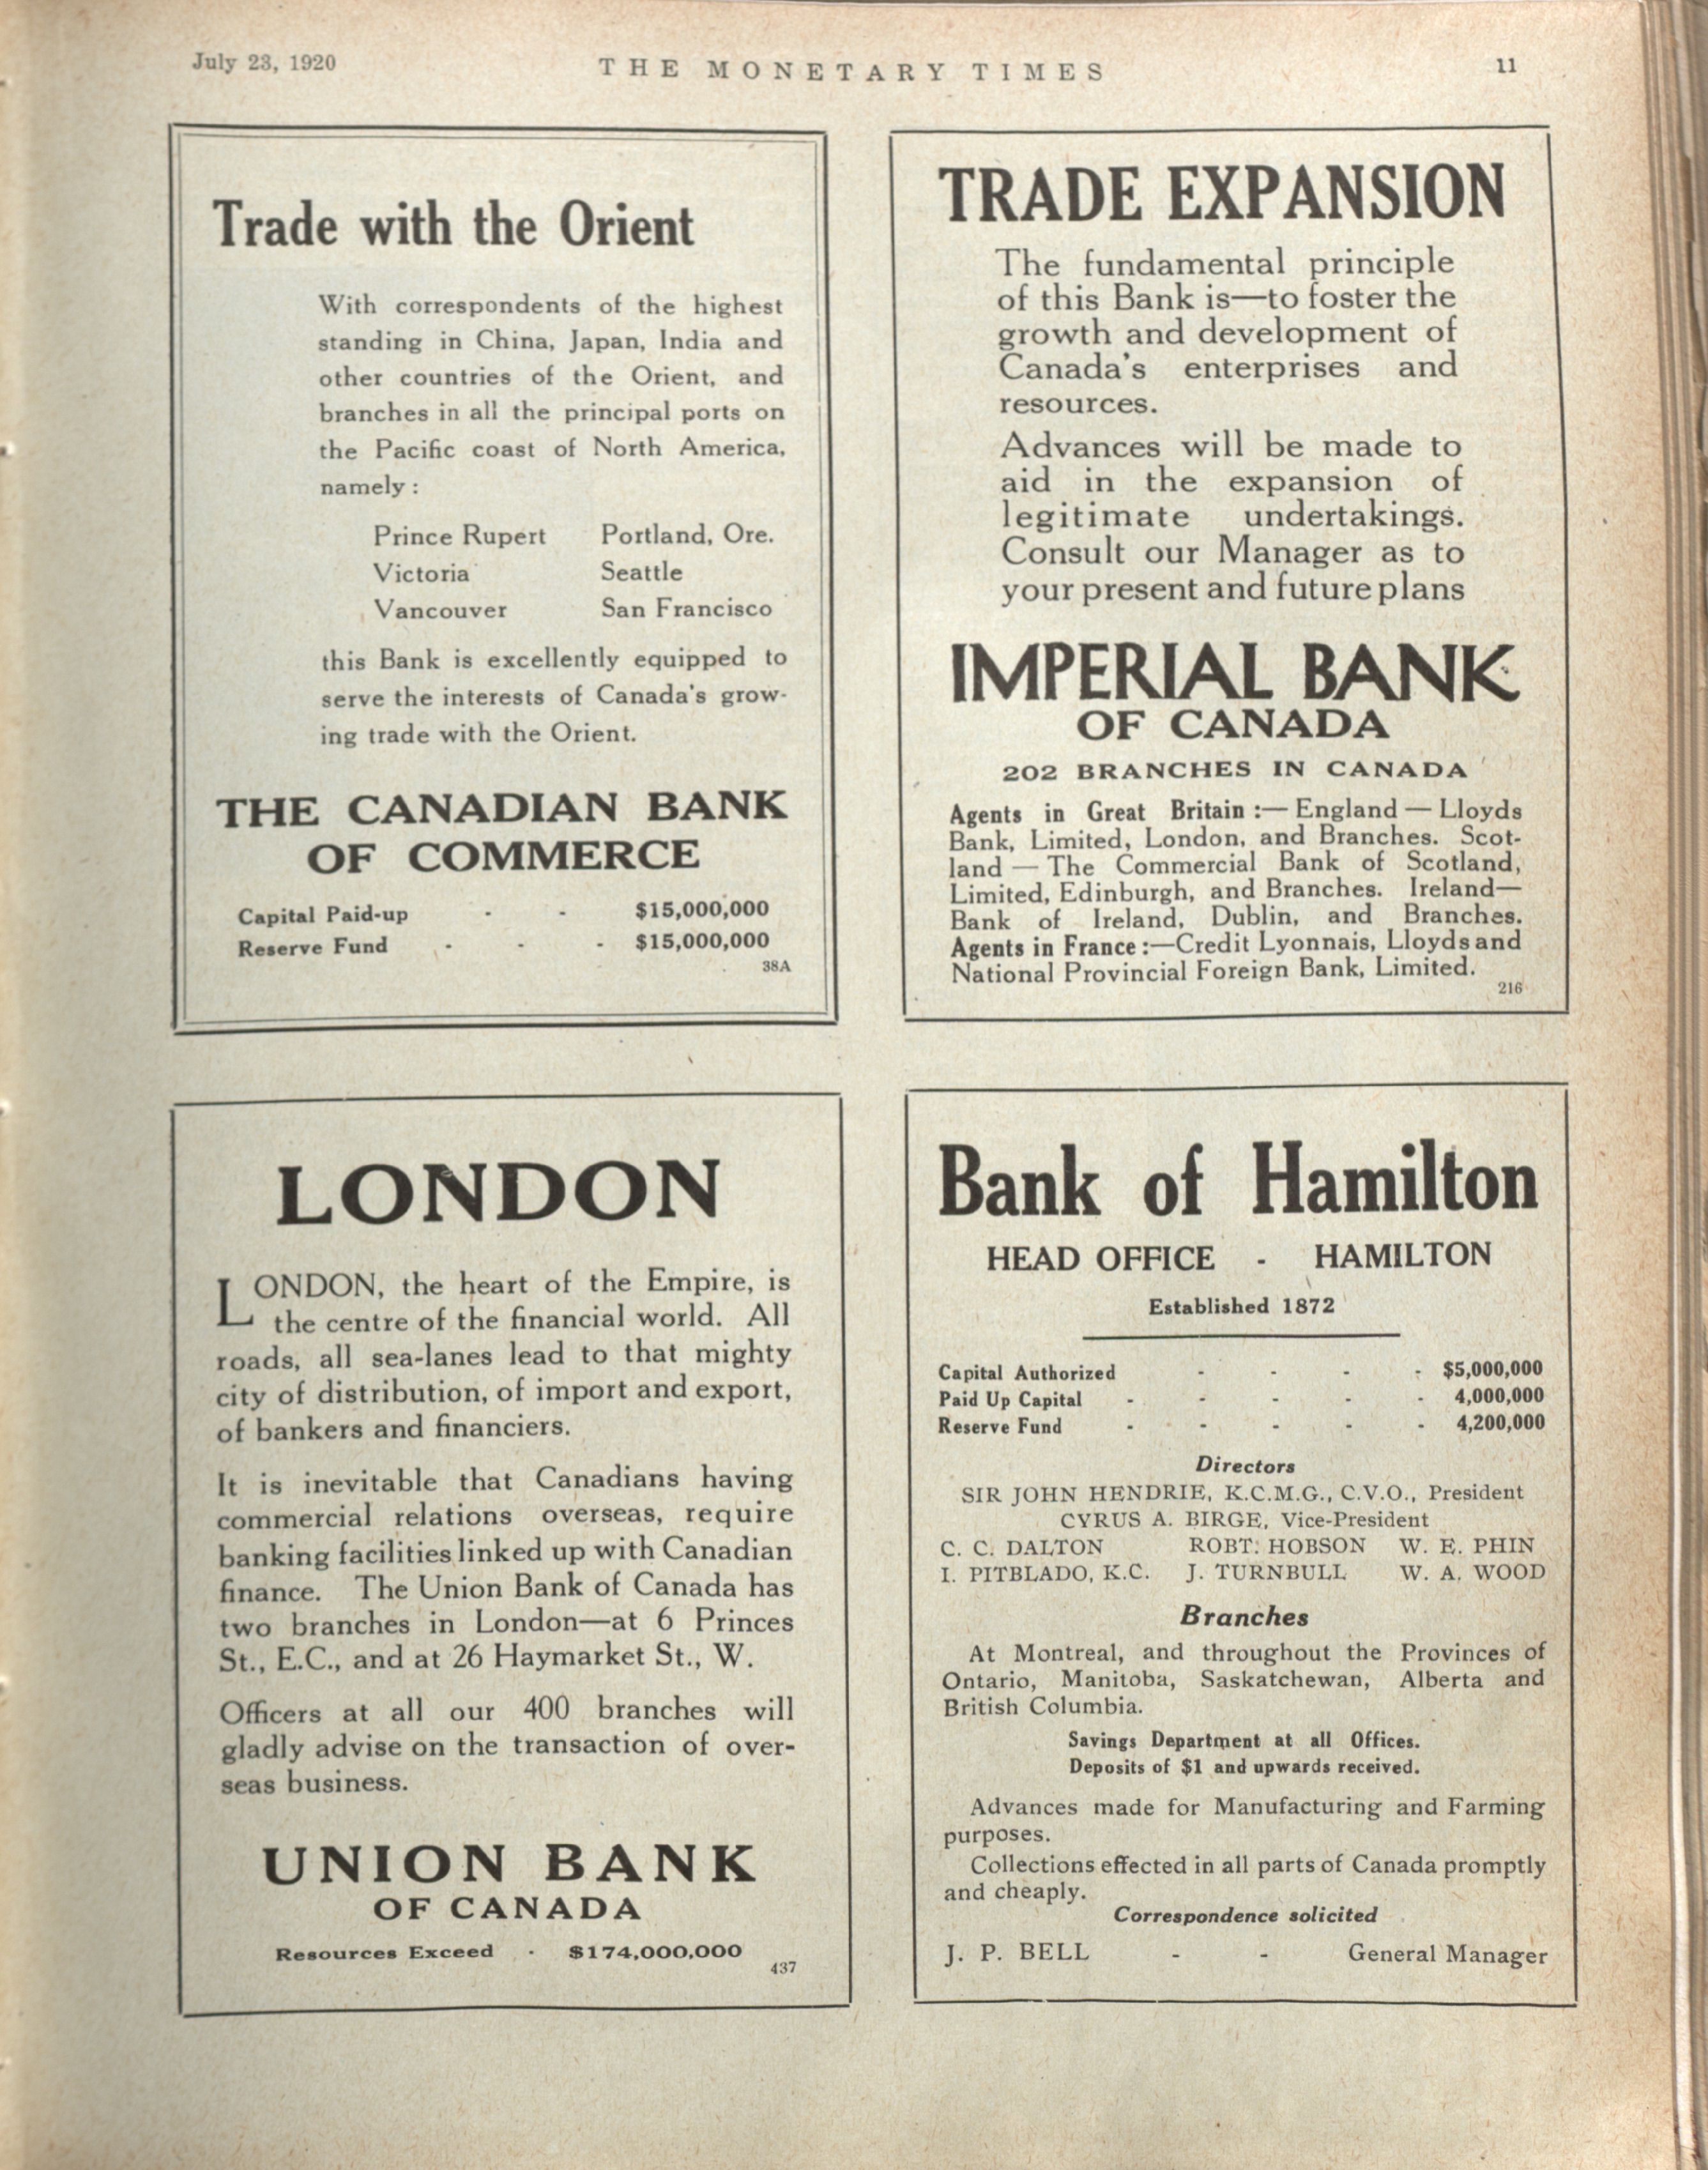 July 23, 1920
THE MONETARY TIMES
11
Trade with the Orient
With correspondents of the highest
standing in China, Japan, India and
other countries of the Orient, and
branches in all the principal ports on
the Pacific coast of North America,
namely :
Prince Rupert Portland, Ore.
Victoria Seattle
Vancouver San Francisco
this Bank is excellently equipped to
serve the interests of Canada's grow-
ing trade with the Orient.
THE CANADIAN BANK
OF COMMERCE
Capital Paid-up - - $15,000,000
Reserve Fund - - - $15,000,000
38A
TRADE EXPANSION
The fundamental principle
of this Bank is—to foster the
growth and development of
Canada's enterprises and
resources.
Advances will be made to
aid in the expansion of
legitimate undertakings.
Consult our Manager as to
your present and future plans
IMPERIAL BANK
OF CANADA
202 BRANCHES IN CANADA
Agents in Great Britain :— England — Lloyds
Bank, Limited, London, and Branches. Scot-
land — The Commercial Bank of Scotland,
Limited, Edinburgh, and Branches. Ireland—
Bank of Ireland, Dublin, and Branches.
Agents in France :—Credit Lyonnais, Lloyds and
National Provincial Foreign Bank, Limited.
216
LONDON
LONDON, the heart of the Empire, is
the centre of the financial world. All
roads, all sea-lanes lead to that mighty
city of distribution, of import and export,
of bankers and financiers.
It is inevitable that Canadians having
commercial relations overseas, require
banking facilities linked up with Canadian
finance. The Union Bank of Canada has
two branches in London—at 6 Princes
St., E.C., and at 26 Haymarket St., W.
Officers at all our 400 branches will
gladly advise on the transaction of over-
seas business.
UNION BANK
OF CANADA
Resources Exceed - $174,000,000
437
Bank of Hamilton
HEAD OFFICE - HAMILTON
Established 1872
Capital Authorized - - - - $5,000,000
Paid Up Capital - - - - - 4,000,000
Reserve Fund - - - - - 4,200,000
Directors
SIR JOHN HENDRIE, K.C.M.G., C.V.O., President
CYRUS A. BIRGE, Vice-President
C. C. DALTON ROBT. HOBSON W. E. PHIN
I. PITBLADO, K.C. J. TURNBULL W. A. WOOD
Branches
At Montreal, and throughout the Provinces of
Ontario, Manitoba, Saskatchewan, Alberta and
British Columbia.
Savings Department at all Offices.
Deposits of $1 and upwards received.
Advances made for Manufacturing and Farming
purposes.
Collections effected in all parts of Canada promptly
and cheaply.
Correspondence solicited
J. P. BELL - - General Manager